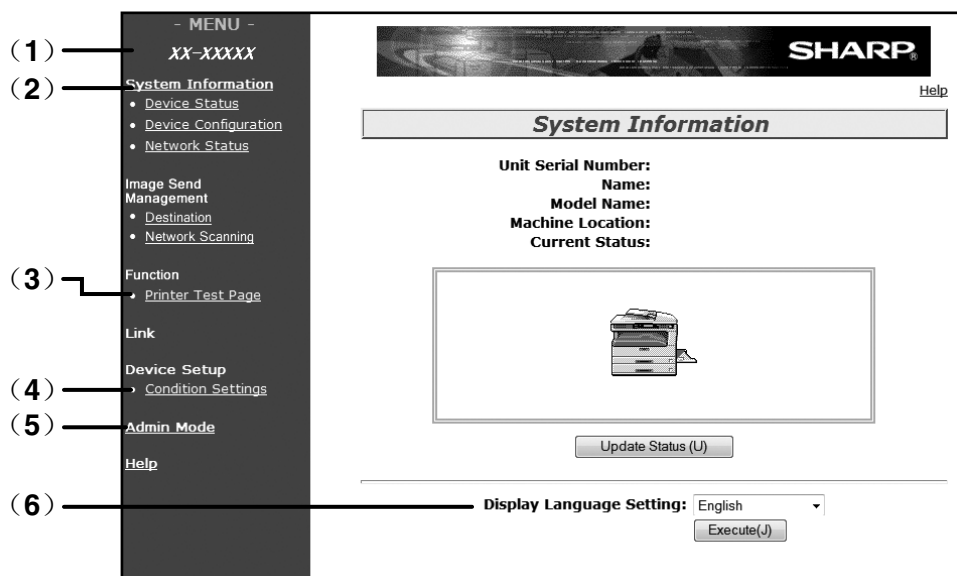 - MENU -
(1)
XX-XXXXX
(2)
System Information
• Device Status
• Device Configuration
• Network Status
Image Send
Management
• Destination
• Network Scanning
(3)
Function
• Printer Test Page
Link
Device Setup
(4)
• Condition Settings
(5)
Admin Mode
Help
SHARP®
Help
System Information
Unit Serial Number:
Name:
Model Name:
Machine Location:
Current Status:
Update Status (U)
(6)
Display Language Setting: English
Execute(J)